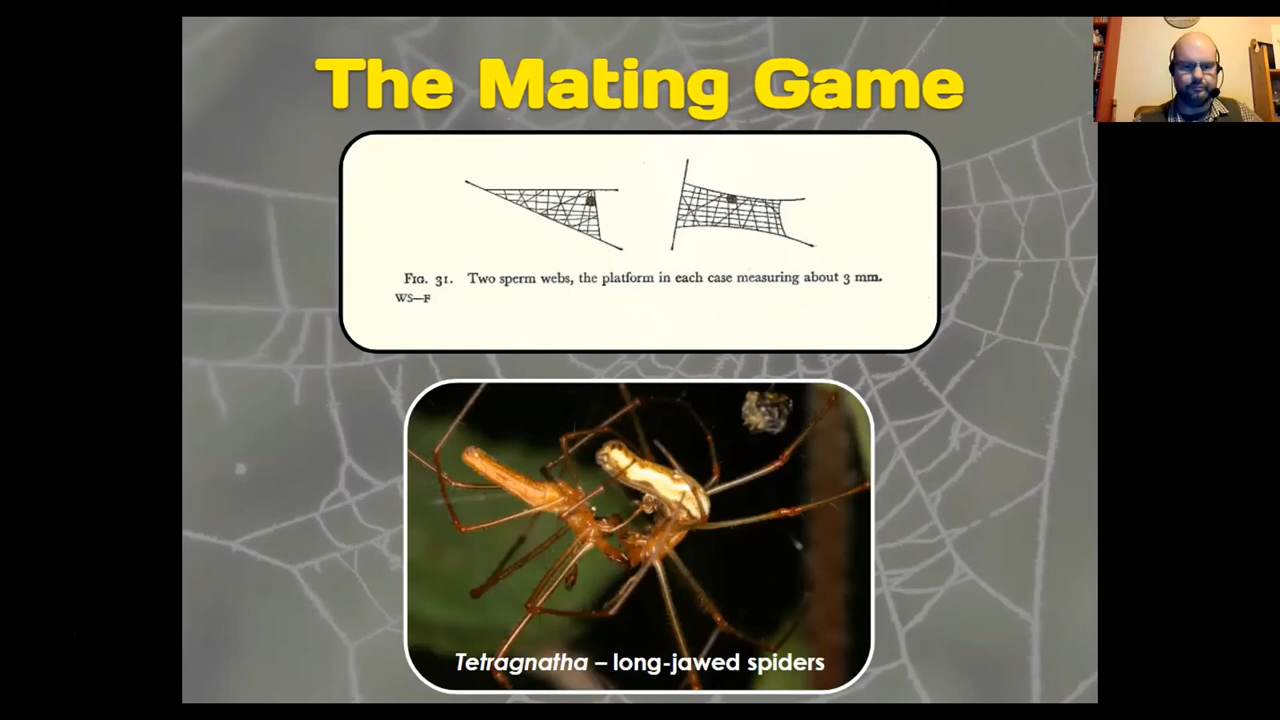 The Mating Game
FIG. 31. Two sperm webs, the platform in each case measuring about 3 mm.
WS—F
Tetragnatha – long-jawed spiders